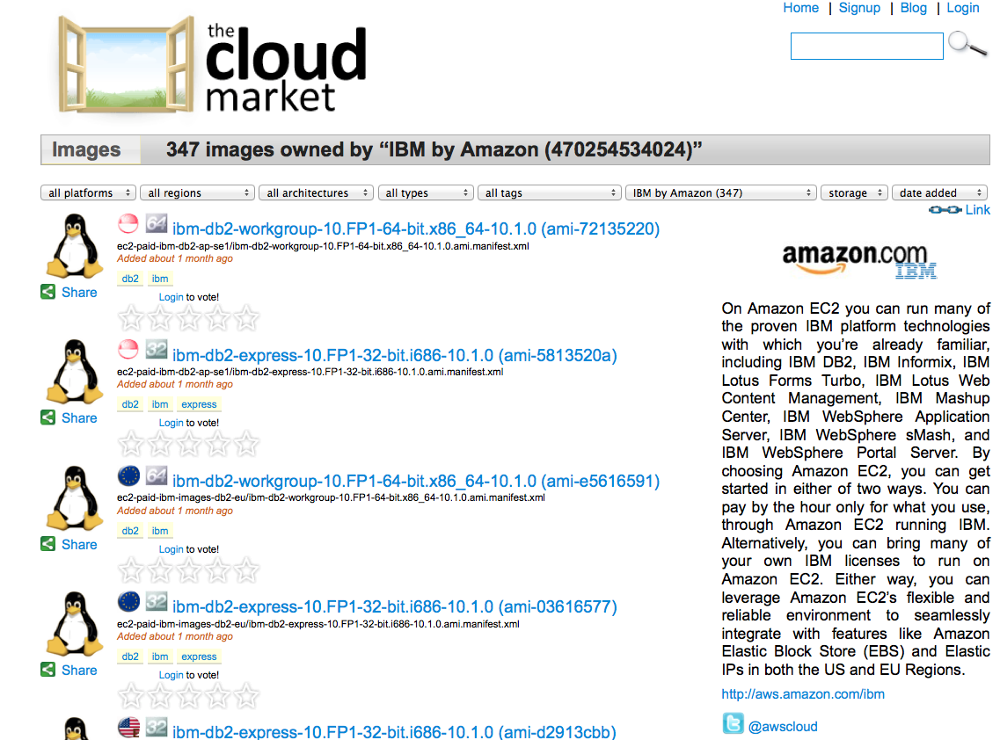 Home | Signup | Blog | Login
the
cloud
market
Images 347 images owned by “IBM by Amazon (470254534024)”
all platforms all regions all architectures all types all tags IBM by Amazon (347) storage date added
Link
64 ibm-db2-workgroup-10.FP1-64-bit.x86_64-10.1.0 (ami-72135220)
ec2-paid-ibm-db2-ap-se1/ibm-db2-workgroup-10.FP1-64-bit.x86_64-10.1.0.ami.manifest.xml
Added about 1 month ago
db2 ibm
Share
Login to vote!
32 ibm-db2-express-10.FP1-32-bit.i686-10.1.0 (ami-5813520a)
ec2-paid-ibm-db2-ap-se1/ibm-db2-express-10.FP1-32-bit.i686-10.1.0.ami.manifest.xml
Added about 1 month ago
db2 ibm express
Share
Login to vote!
64 ibm-db2-workgroup-10.FP1-64-bit.x86_64-10.1.0 (ami-e5616591)
ec2-paid-ibm-images-db2-eu/ibm-db2-workgroup-10.FP1-64-bit.x86_64-10.1.0.ami.manifest.xml
Added about 1 month ago
db2 ibm
Share
Login to vote!
32 ibm-db2-express-10.FP1-32-bit.i686-10.1.0 (ami-03616577)
ec2-paid-ibm-images-db2-eu/ibm-db2-express-10.FP1-32-bit.i686-10.1.0.ami.manifest.xml
Added about 1 month ago
db2 ibm express
Share
Login to vote!
32 ibm-db2-express-10.FP1-32-bit.i686-10.1.0 (ami-d2913cbb)
amazon.com
IBM
On Amazon EC2 you can run many of
the proven IBM platform technologies
with which you’re already familiar,
including IBM DB2, IBM Informix, IBM
Lotus Forms Turbo, IBM Lotus Web
Content Management, IBM Mashup
Center, IBM WebSphere Application
Server, IBM WebSphere sMash, and
IBM WebSphere Portal Server. By
choosing Amazon EC2, you can get
started in either of two ways. You can
pay by the hour only for what you use,
through Amazon EC2 running IBM.
Alternatively, you can bring many of
your own IBM licenses to run on
Amazon EC2. Either way, you can
leverage Amazon EC2’s flexible and
reliable environment to seamlessly
integrate with features like Amazon
Elastic Block Store (EBS) and Elastic
IPs in both the US and EU Regions.
http://aws.amazon.com/ibm
@awscloud